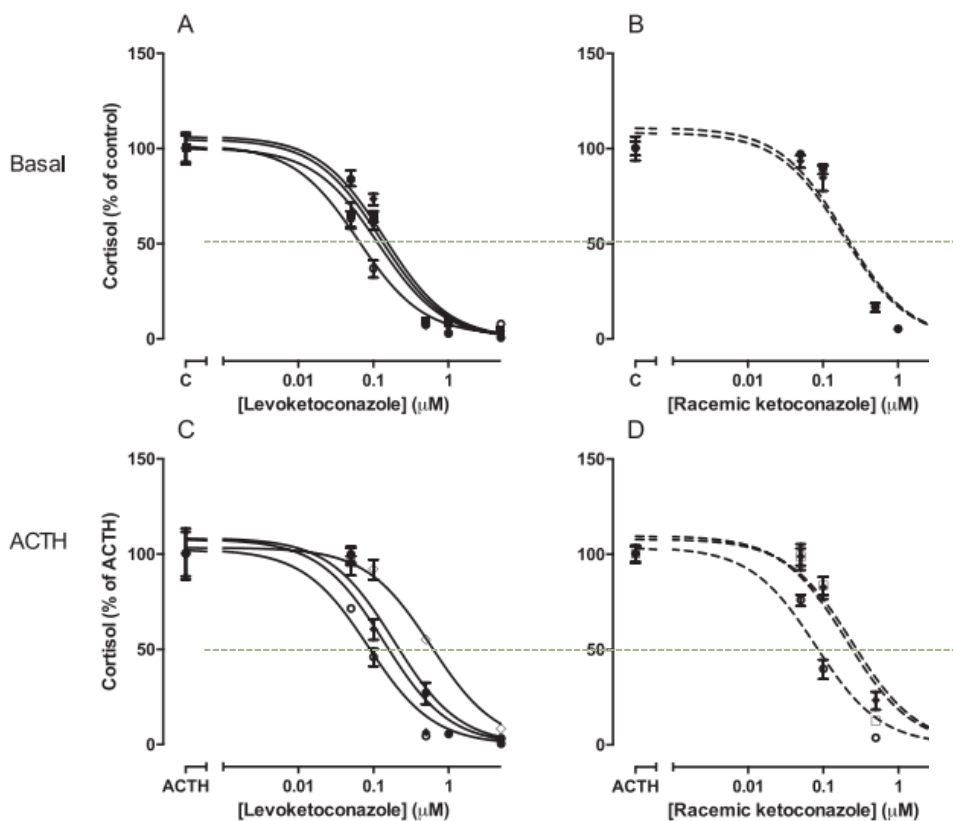 A
B
Basal
Cortisol (% of control)
150
100
50
0
C
0.01
0.1
1
[Levoketoconazole] (μM)
150
100
50
0
C
0.01
0.1
1
[Racemic ketoconazole] (μM)
C
D
ACTH
Cortisol (% of ACTH)
150
100
50
0
ACTH
0.01
0.1
1
[Levoketoconazole] (μM)
150
100
50
0
ACTH
0.01
0.1
1
[Racemic ketoconazole] (μM)